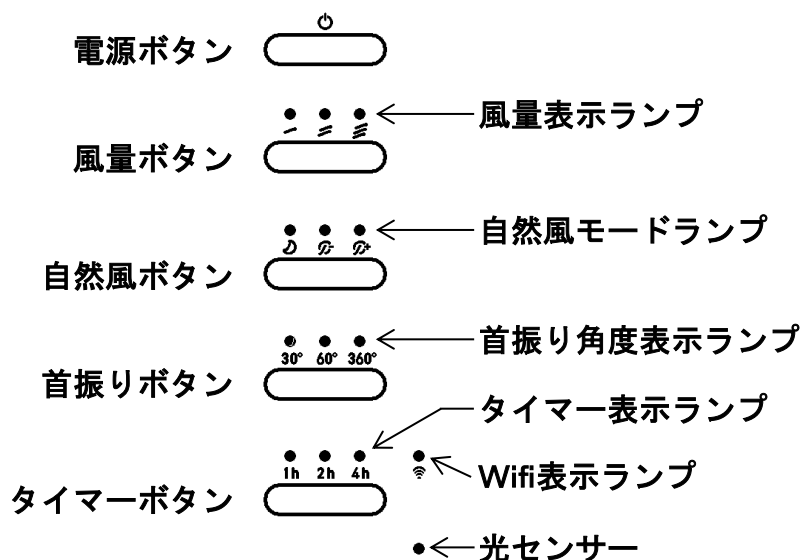 電源ボタン
風量表示ランプ
風量ボタン
自然風モードランプ
自然風ボタン
首振り角度表示ランプ
30° 60° 360°
首振りボタン
タイマー表示ランプ
1h 2h 4h
Wifi表示ランプ
タイマーボタン
光センサー